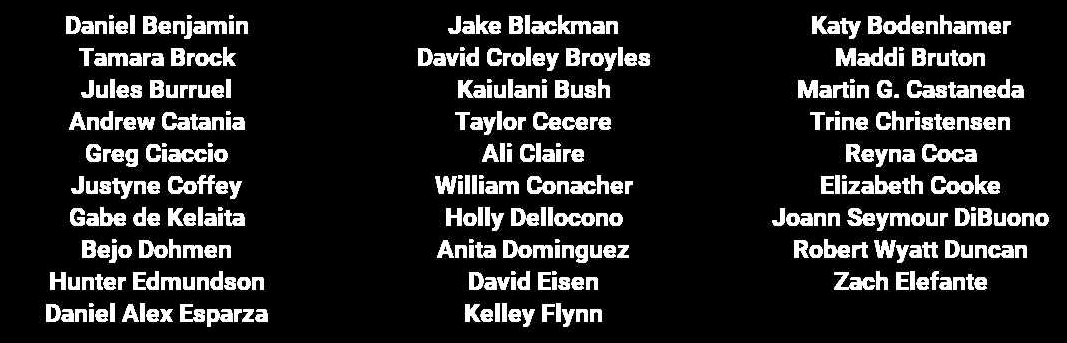 Daniel Benjamin Jake Blackman Katy Bodenhamer
Tamara Brock David Croley Broyles Maddi Bruton
Jules Burruel Kaiulani Bush Martin G. Castaneda
Andrew Catania Taylor Cecere Trine Christensen
Greg Ciaccio Ali Claire Reyna Coca
Justyne Coffey William Conacher Elizabeth Cooke
Gabe de Kelaita Holly Dellocono Joann Seymour DiBuono
Bejo Dohmen Anita Dominguez Robert Wyatt Duncan
Hunter Edmundson David Eisen Zach Elefante
Daniel Alex Esparza Kelley Flynn